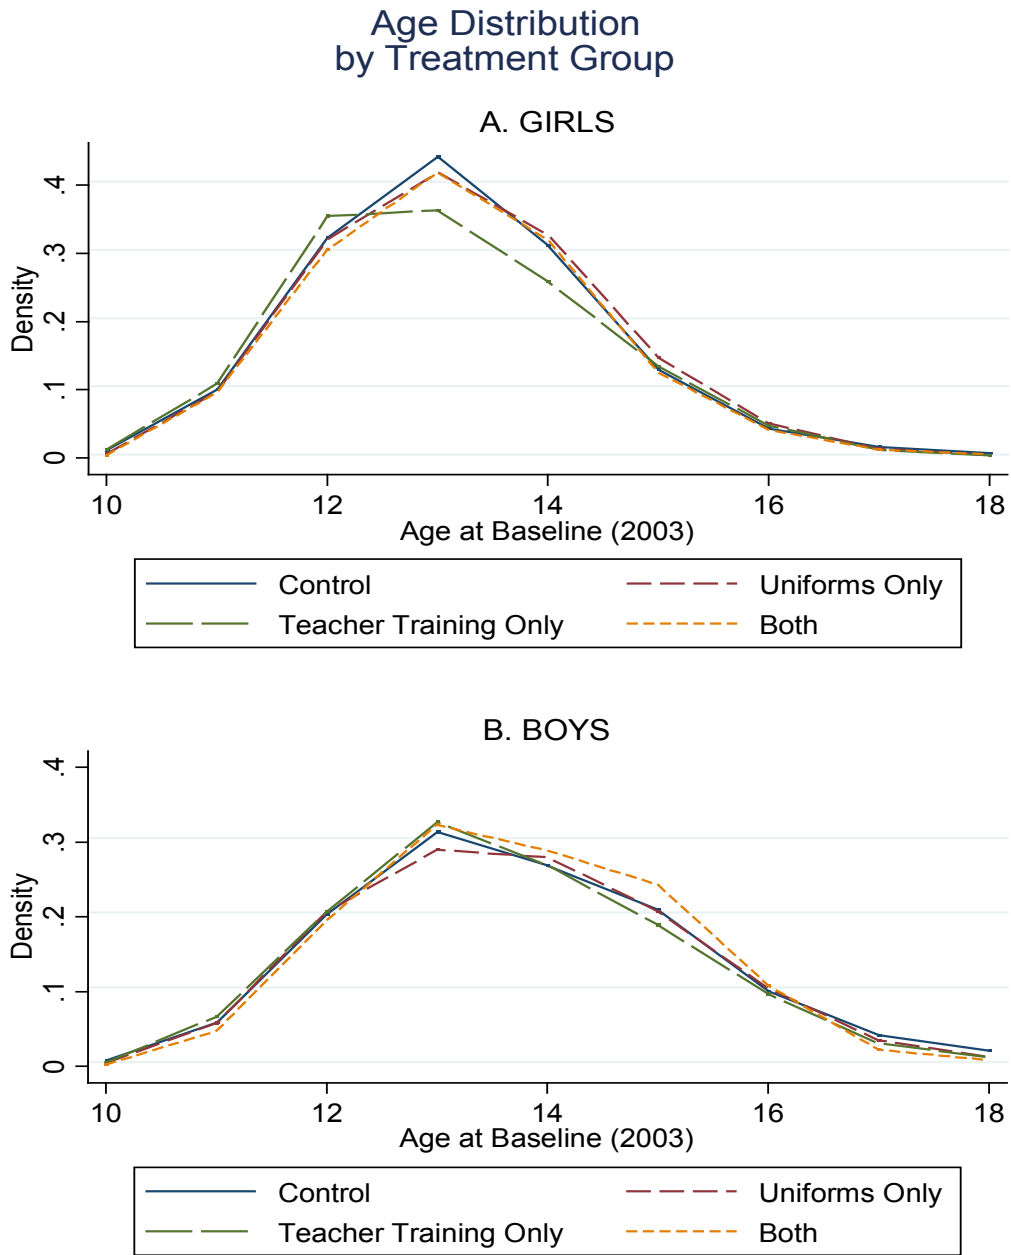 Age Distribution
by Treatment Group
A. GIRLS
Density
.4
.3
.2
.1
0
10 12 14 16 18
Age at Baseline (2003)
Control Uniforms Only
Teacher Training Only Both
B. BOYS
Density
.4
.3
.2
.1
0
10 12 14 16 18
Age at Baseline (2003)
Control Uniforms Only
Teacher Training Only Both